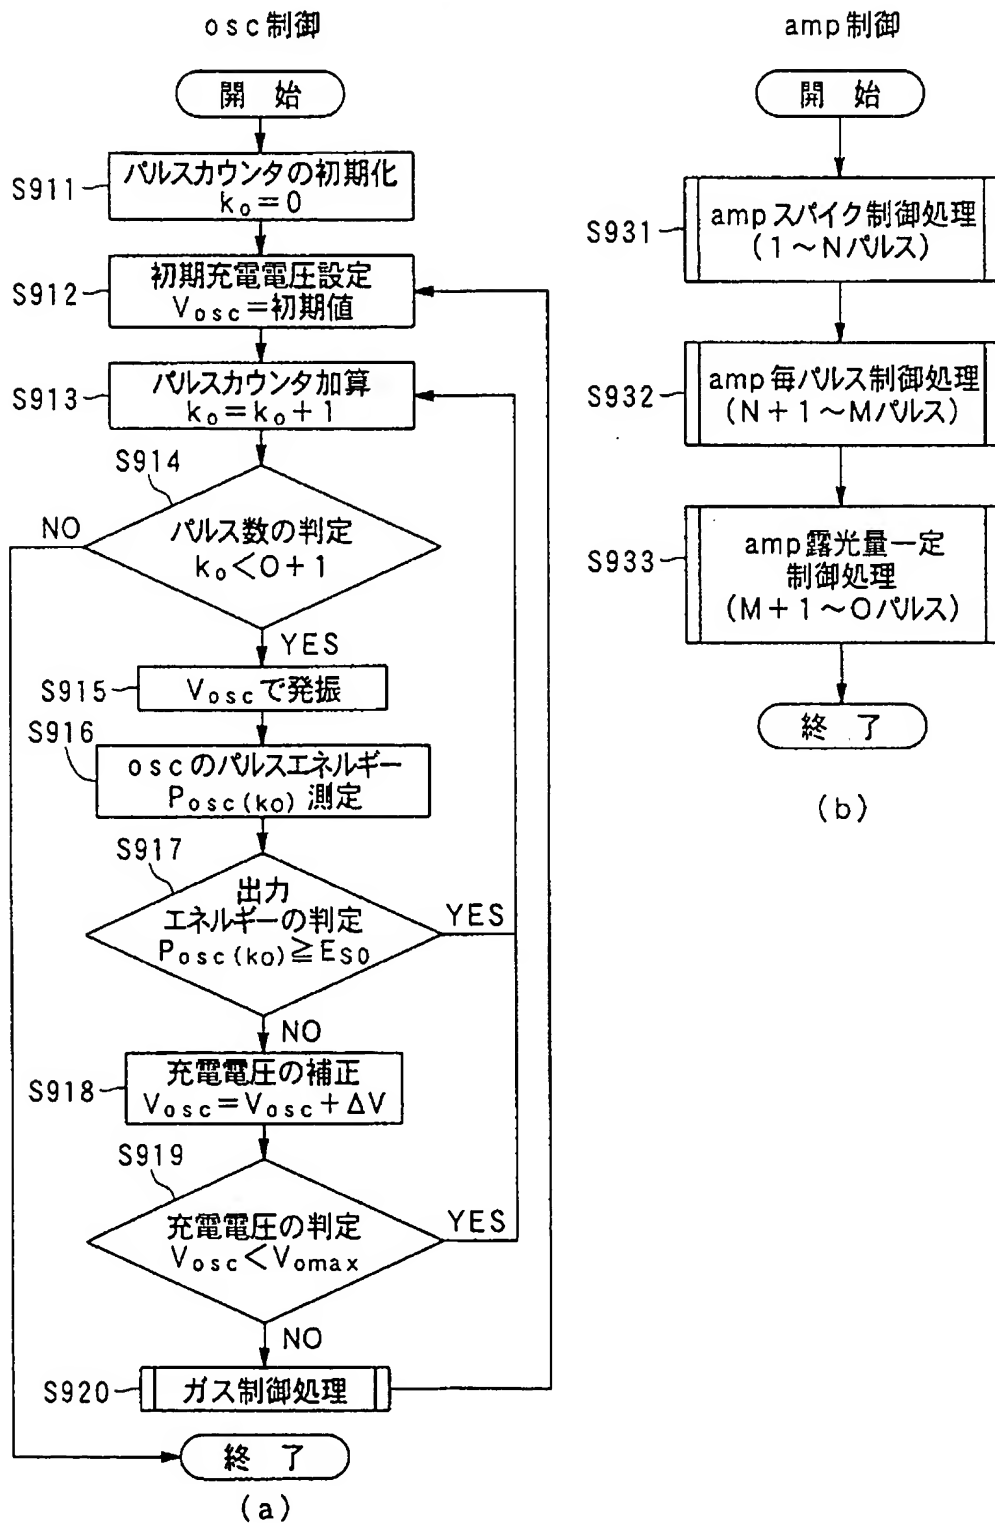 osc制御
開 始
S911
パルスカウンタの初期化
ko=0
S912
初期充電電圧設定
Vosc=初期値
S913
パルスカウンタ加算
ko=ko+1
S914
NO
パルス数の判定
ko<O+1
YES
S915
Voscで発振
S916
oscのパルスエネルギー
Posc(ko) 測定
S917
出力
エネルギーの判定
Posc(ko)≧ESO
YES
NO
S918
充電電圧の補正
Vosc=Vosc+ΔV
S919
充電電圧の判定
Vosc<Vomax
YES
NO
S920
ガス制御処理
終 了
(a)
amp制御
開 始
S931
ampスパイク制御処理
(1~Nパルス)
S932
amp毎パルス制御処理
(N+1~Mパルス)
S933
amp露光量一定
制御処理
(M+1~Oパルス)
終 了
(b)